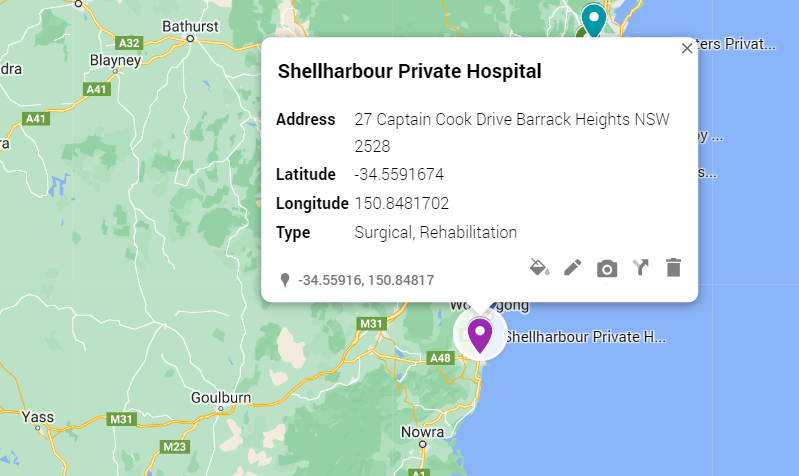 Bathurst
A32
Blayney
dra
A41
A41
ra
ters Privat...
y ...
s...
Shellharbour Private Hospital
Address 27 Captain Cook Drive Barrack Heights NSW
2528
Latitude -34.5591674
Longitude 150.8481702
Type Surgical, Rehabilitation
-34.55916, 150.84817
Wo gong
M31
Shellharbour Private H...
A48
Goulburn
Yass
M31
M23
Nowra
A1